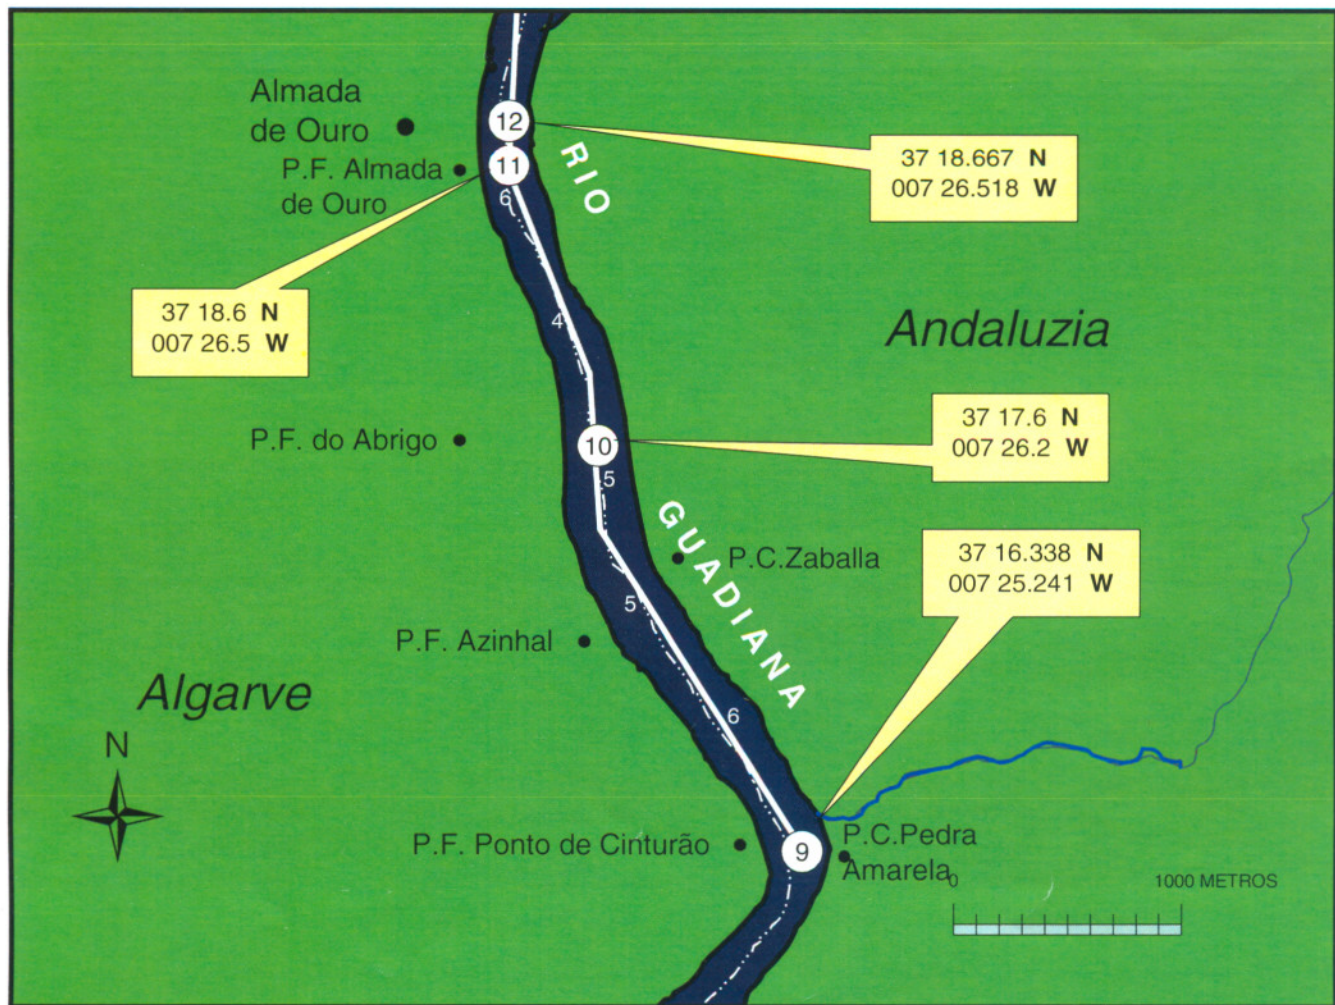 Almada
de Ouro
12
RIO
37 18.667 N
007 26.518 W
11
P.F. Almada
de Ouro
6
37 18.6 N
007 26.5 W
4
Andaluzia
37 17.6 N
007 26.2 W
P.F. do Abrigo
10
5
GUADIANA
37 16.338 N
007 25.241 W
P.C.Zaballa
5
P.F. Azinhal
Algarve
6
N
P.F. Ponto de Cinturão
9
P.C.Pedra
Amarela
0
1000 METROS